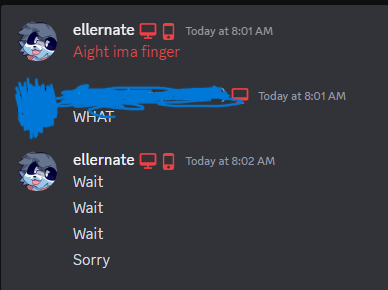 ellernate Today at 8:01 AM
Aight ima finger
Today at 8:01 AM
WHAT
ellernate Today at 8:02 AM
Wait
Wait
Wait
Sorry